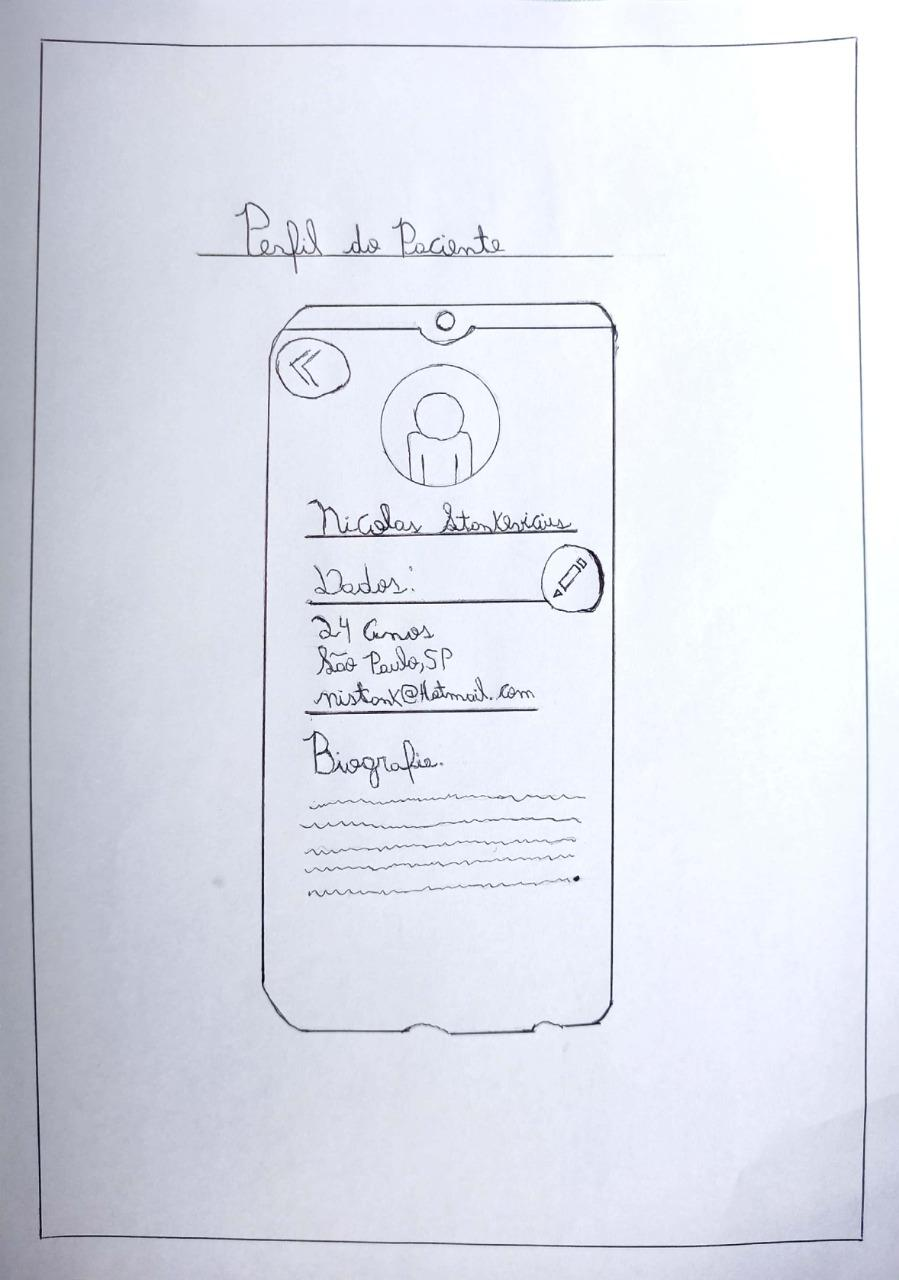 Perfil do Paciente
Nicolas Stankevicius
Dados:
24 Anos
São Paulo, SP
nistank@Hotmail.com
Biografia.